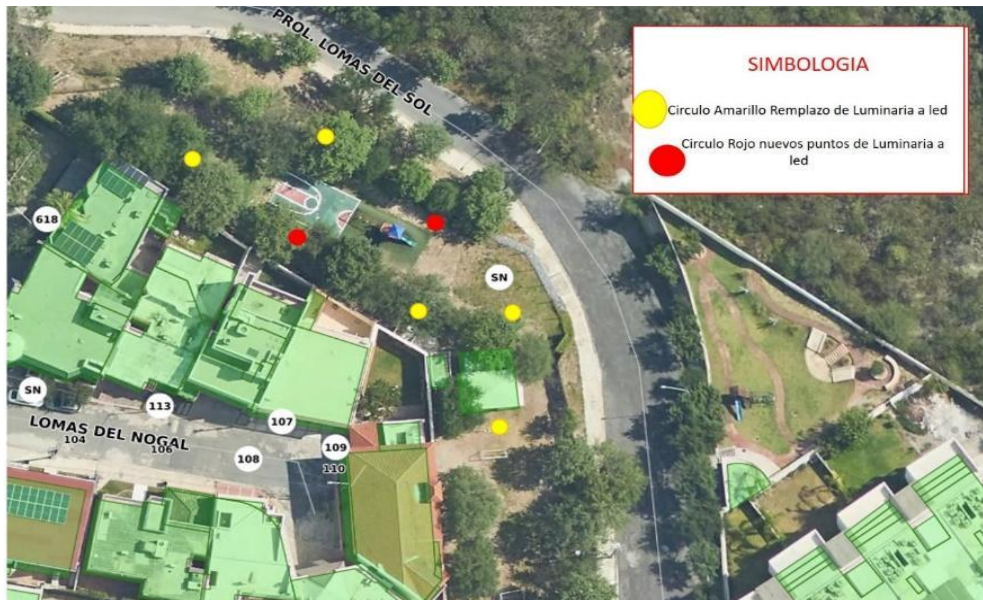 PROL. LOMAS DEL SOL
SIMBOLOGIA
Circulo Amarillo Remplazo de Luminaria a led
Circulo Rojo nuevos puntos de Luminaria a
led
618
SN
SN
113
107
LOMAS DEL NOGAL
104
106
108
109
110